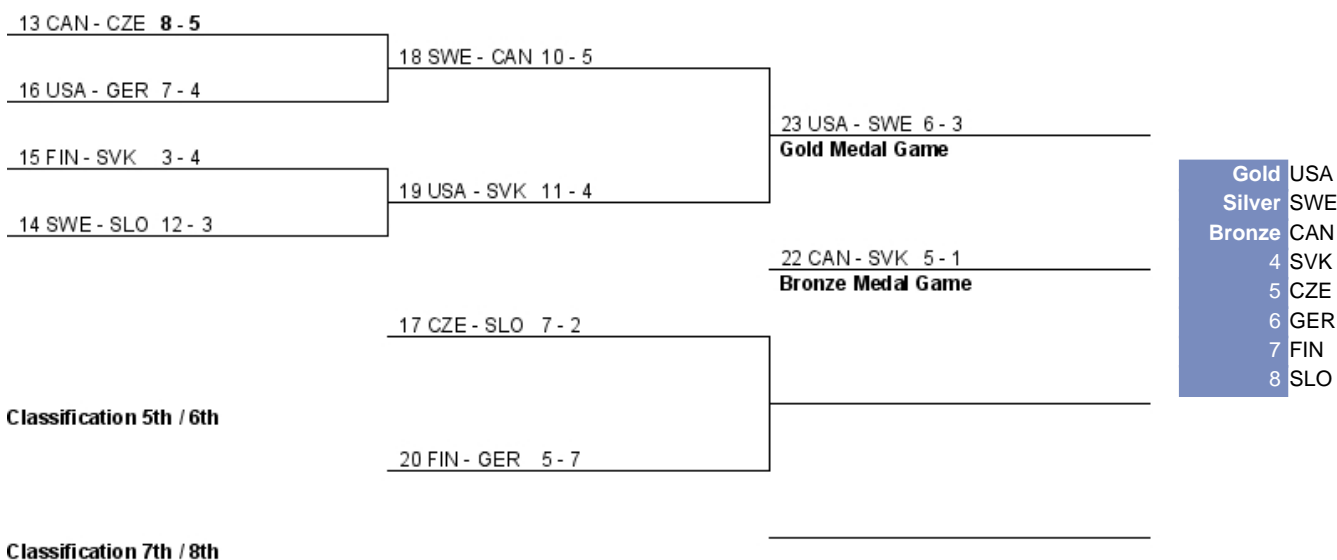 13 CAN - CZE 8 - 5
18 SWE - CAN 10 - 5
16 USA - GER 7 - 4
23 USA - SWE 6 - 3
Gold Medal Game
15 FIN - SVK 3 - 4
19 USA - SVK 11 - 4
14 SWE - SLO 12 - 3
22 CAN - SVK 5 - 1
Bronze Medal Game
17 CZE - SLO 7 - 2
Classification 5th / 6th
20 FIN - GER 5 - 7
Classification 7th / 8th
Gold USA
Silver SWE
Bronze CAN
4 SVK
5 CZE
6 GER
7 FIN
8 SLO